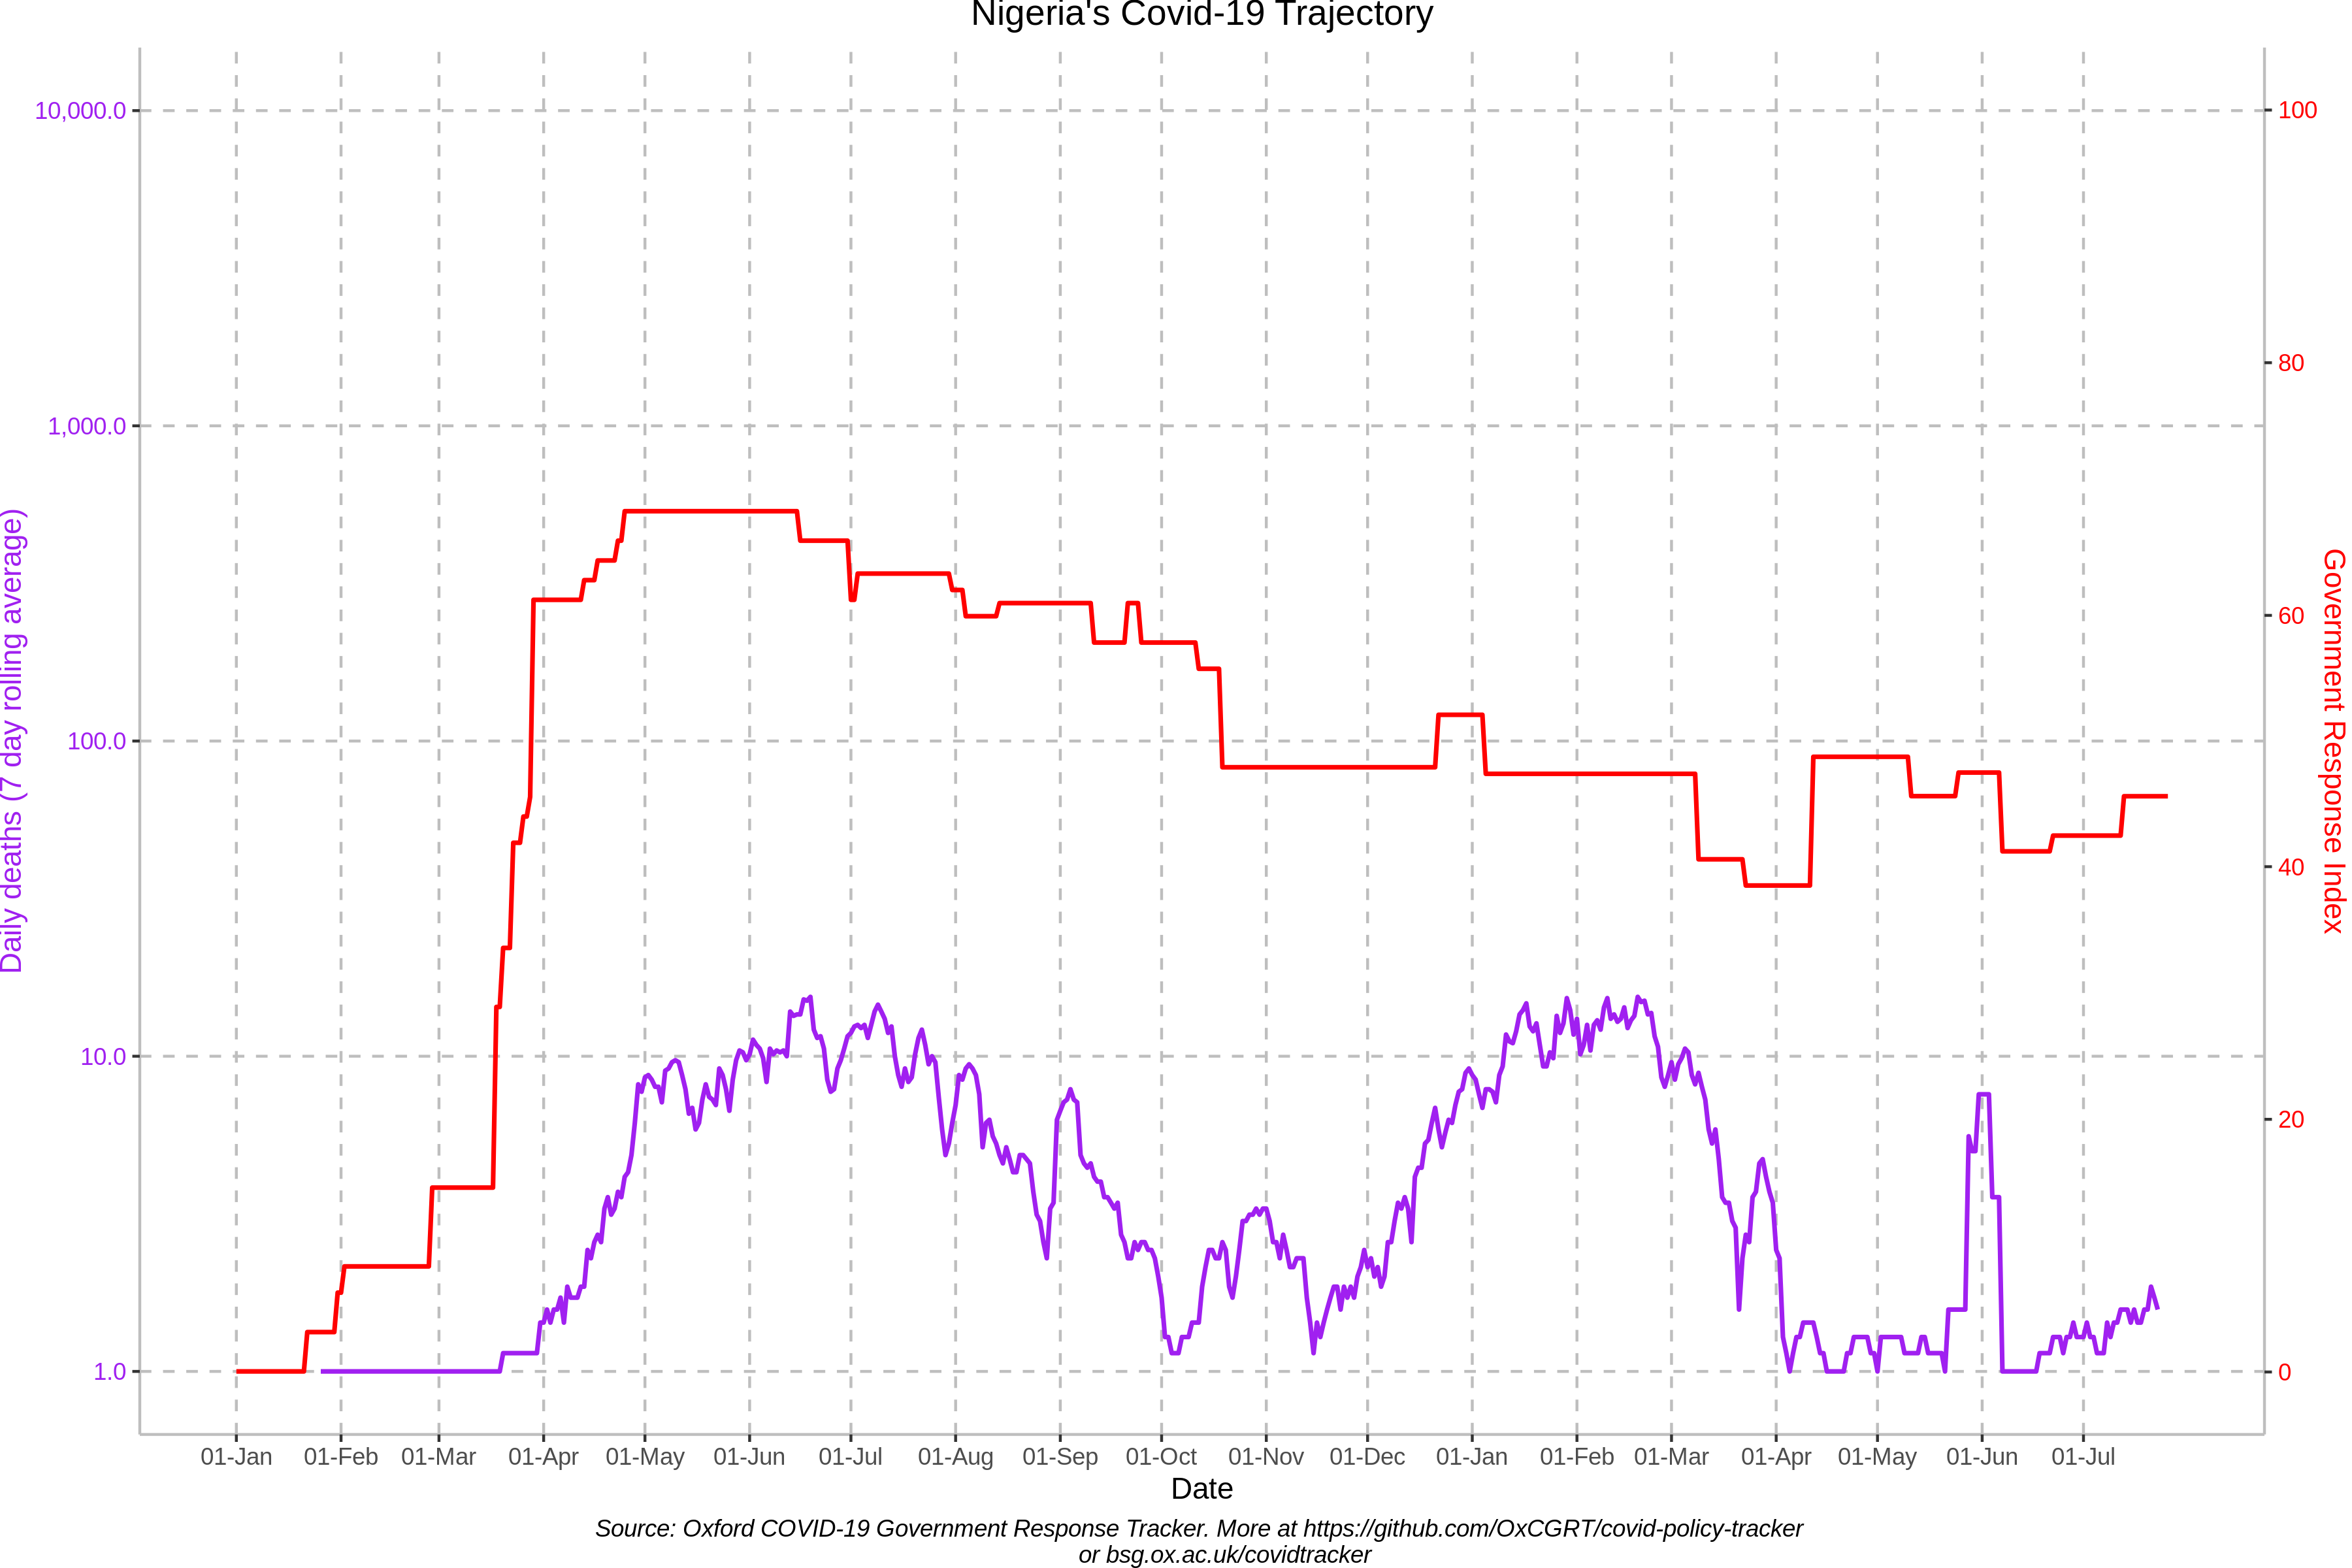 Nigeria's Covid-19 Trajectory
10,000.0
1,000.0
100.0
10.0
1.0
Daily deaths (7 day rolling average)
100
80
60
40
20
0
Government Response Index
01-Jan 01-Feb 01-Mar 01-Apr 01-May 01-Jun 01-Jul 01-Aug 01-Sep 01-Oct 01-Nov 01-Dec 01-Jan 01-Feb 01-Mar 01-Apr 01-May 01-Jun 01-Jul
Date
Source: Oxford COVID-19 Government Response Tracker. More at https://github.com/OxCGRT/covid-policy-tracker
or bsg.ox.ac.uk/covidtracker